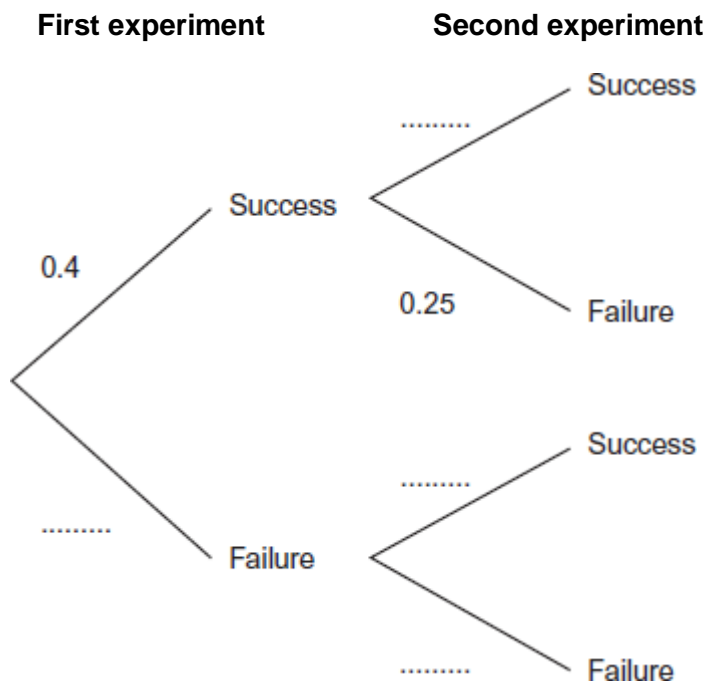 First experiment Second experiment
Success
.........
Success
0.4
0.25
Failure
Success
.........
.........
Failure
.........
Failure